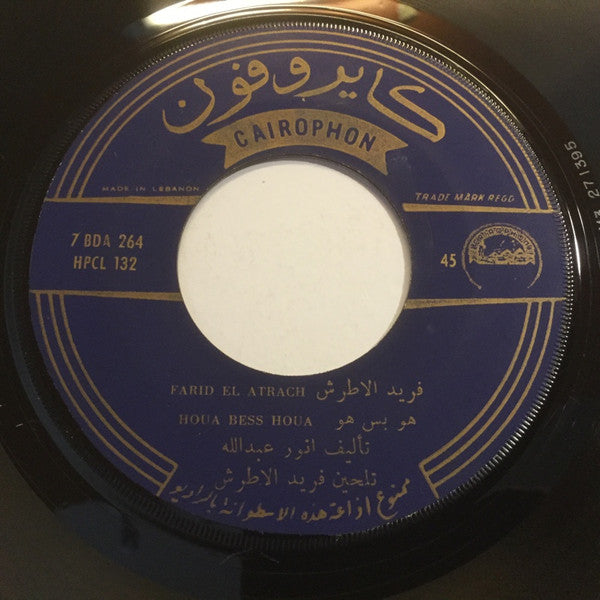 كايروفون
CAIROPHON
MADE IN LEBANON
TRADE MARK REGD
7 BDA 264
HPCL 132
45
FARID EL ATRACH فريد الاطرش
HOUA BESS HOUA هو بس هو
تأليف انور عبدالله
تلحين فريد الاطرش
ممنوع اذاعة هذه الاسطوانة بالراديو
271395